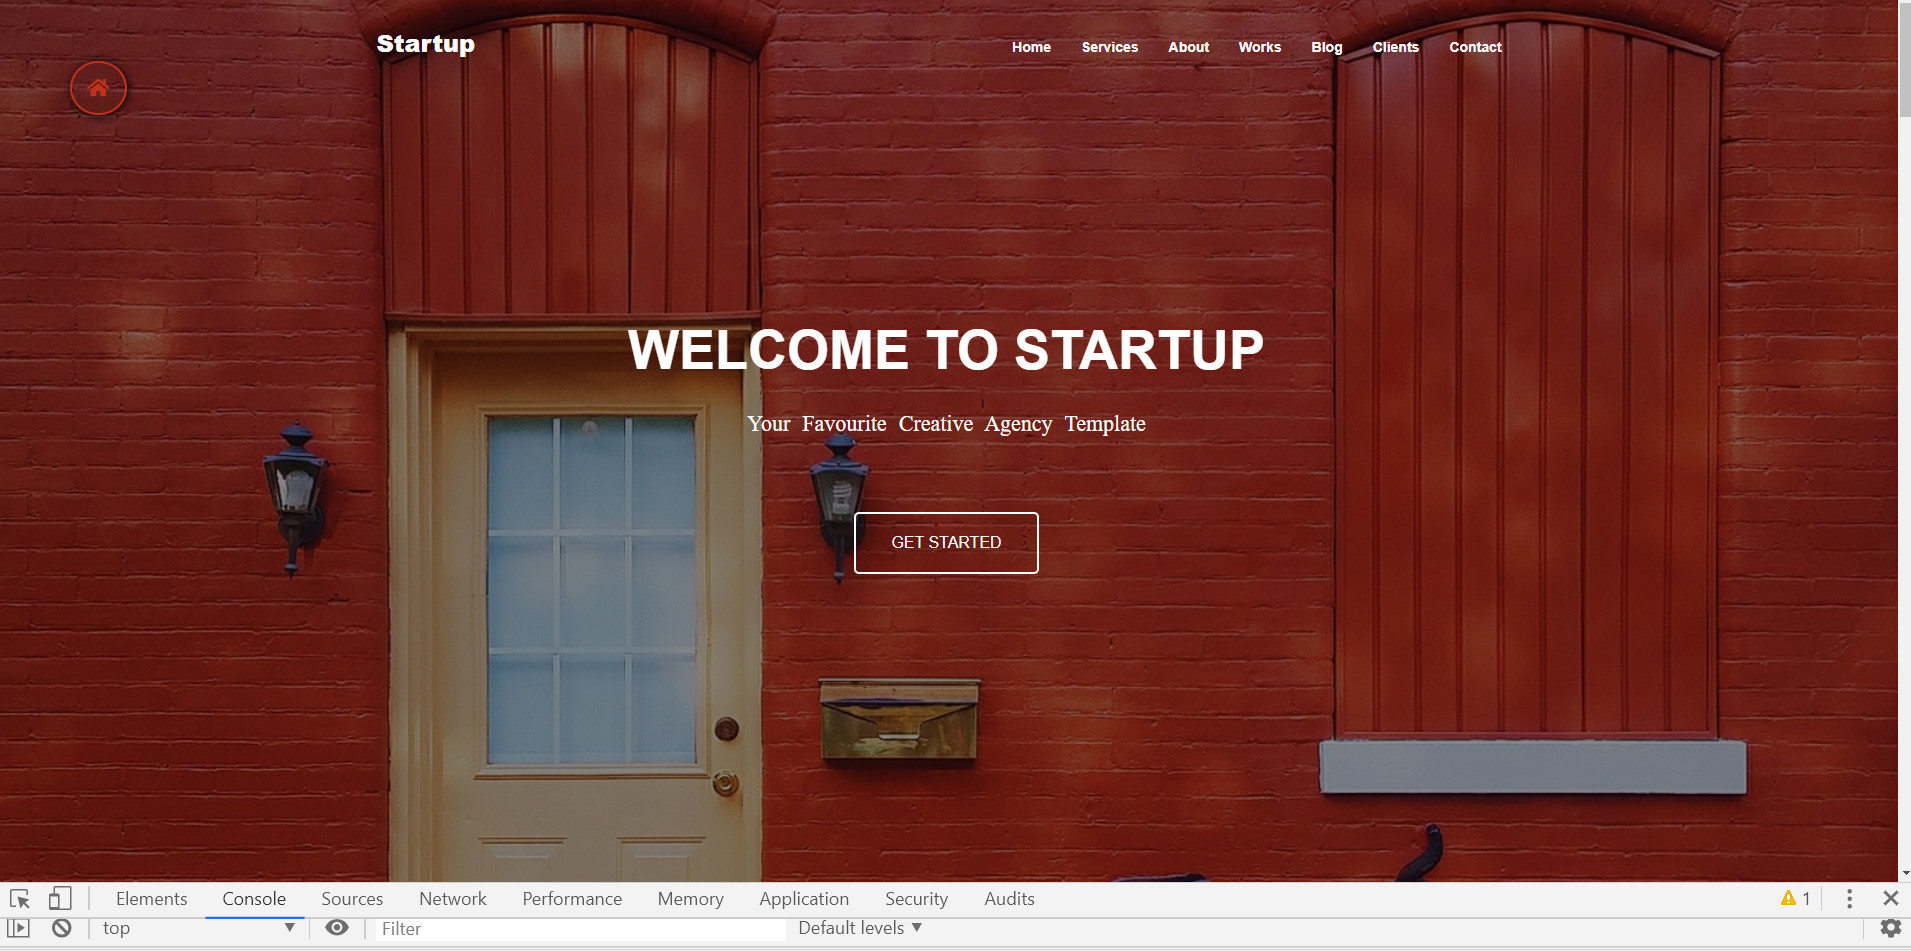 Startup
Home Services About Works Blog Clients Contact
WELCOME TO STARTUP
Your Favourite Creative Agency Template
GET STARTED
Elements Console Sources Network Performance Memory Application Security Audits 1
top Filter Default levels